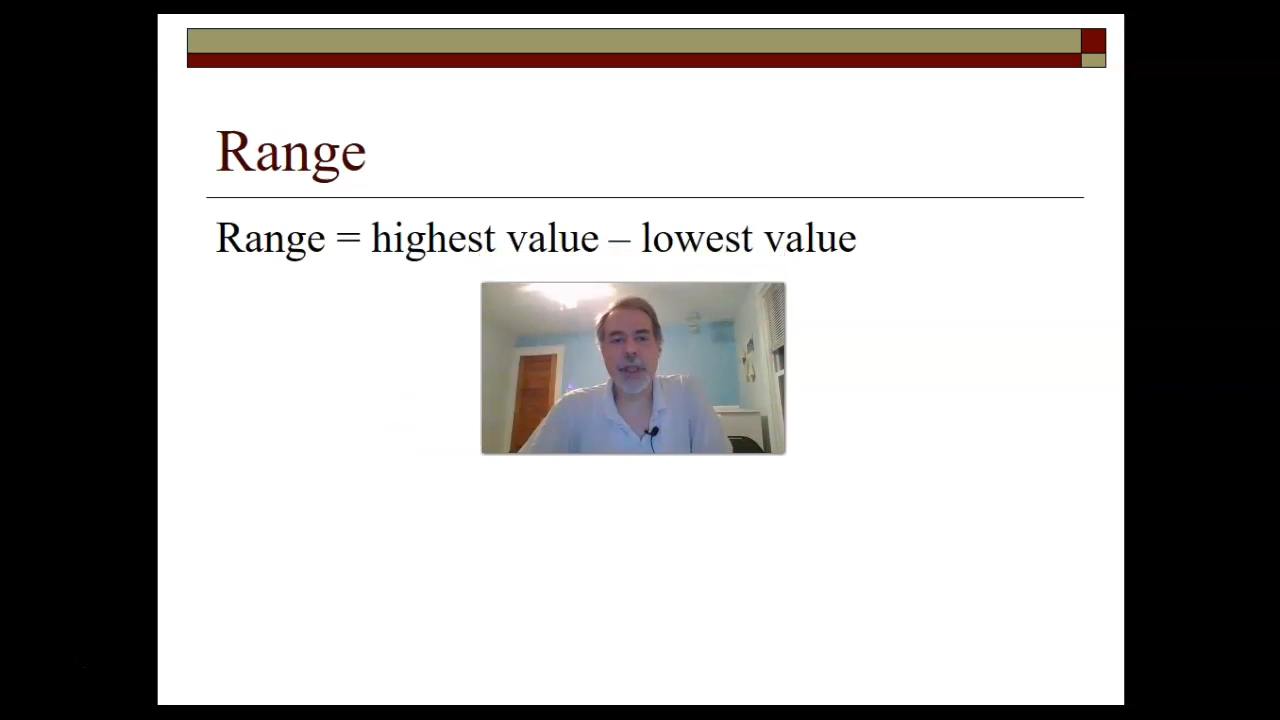 Range
Range = highest value – lowest value